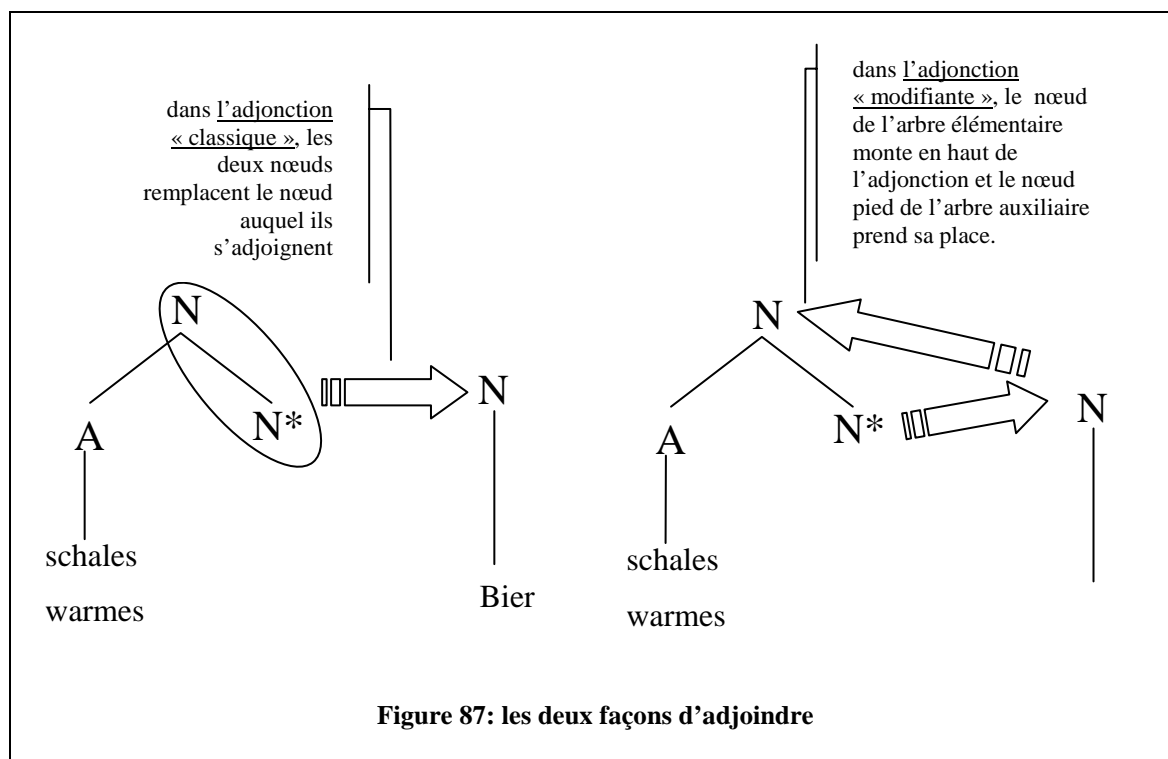 dans l’adjonction
« classique », les
deux nœuds
remplacent le nœud
auquel ils
s’adjoignent
N
A
N*
schales
warmes
N
Bier
dans l’adjonction
« modifiante », le nœud
de l’arbre élémentaire
monte en haut de
l’adjonction et le nœud
pied de l’arbre auxiliaire
prend sa place.
N
A
N*
schales
warmes
N
Figure 87: les deux façons d’adjoindre